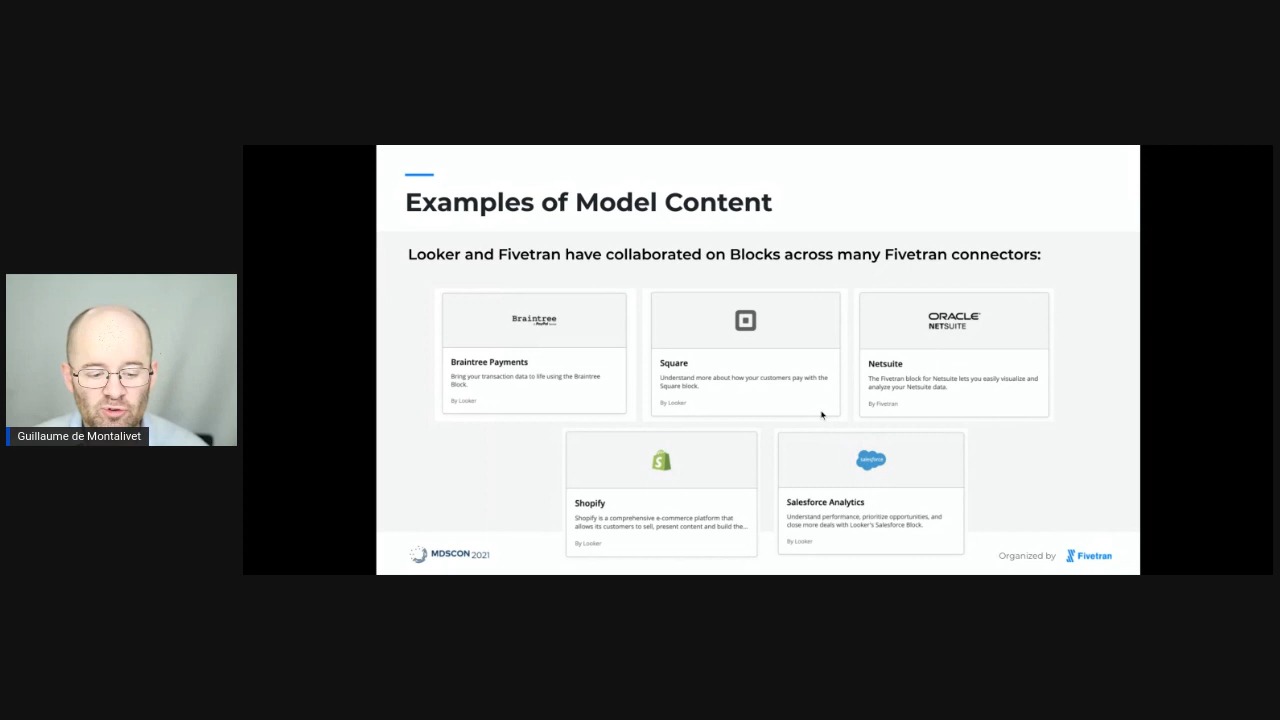 Examples of Model Content
Looker and Fivetran have collaborated on Blocks across many Fivetran connectors:
Braintree
Braintree Payments
Bring your transaction data to life using the Braintree
Block.
By Looker
Square
Understand more about how your customers pay with the
Square block.
By Looker
ORACLE
NETSUITE
Netsuite
The Fivetran block for Netsuite lets you easily visualize and
analyze your Netsuite data.
By Fivetran
Shopify
Shopify is a comprehensive e-commerce platform that
allows its customers to sell, present content and build the...
By Looker
salesforce
Salesforce Analytics
Understand performance, prioritize opportunities, and
close more deals with Looker's Salesforce Block.
By Looker
Guillaume de Montalivet
MDSCON 2021
Organized by Fivetran